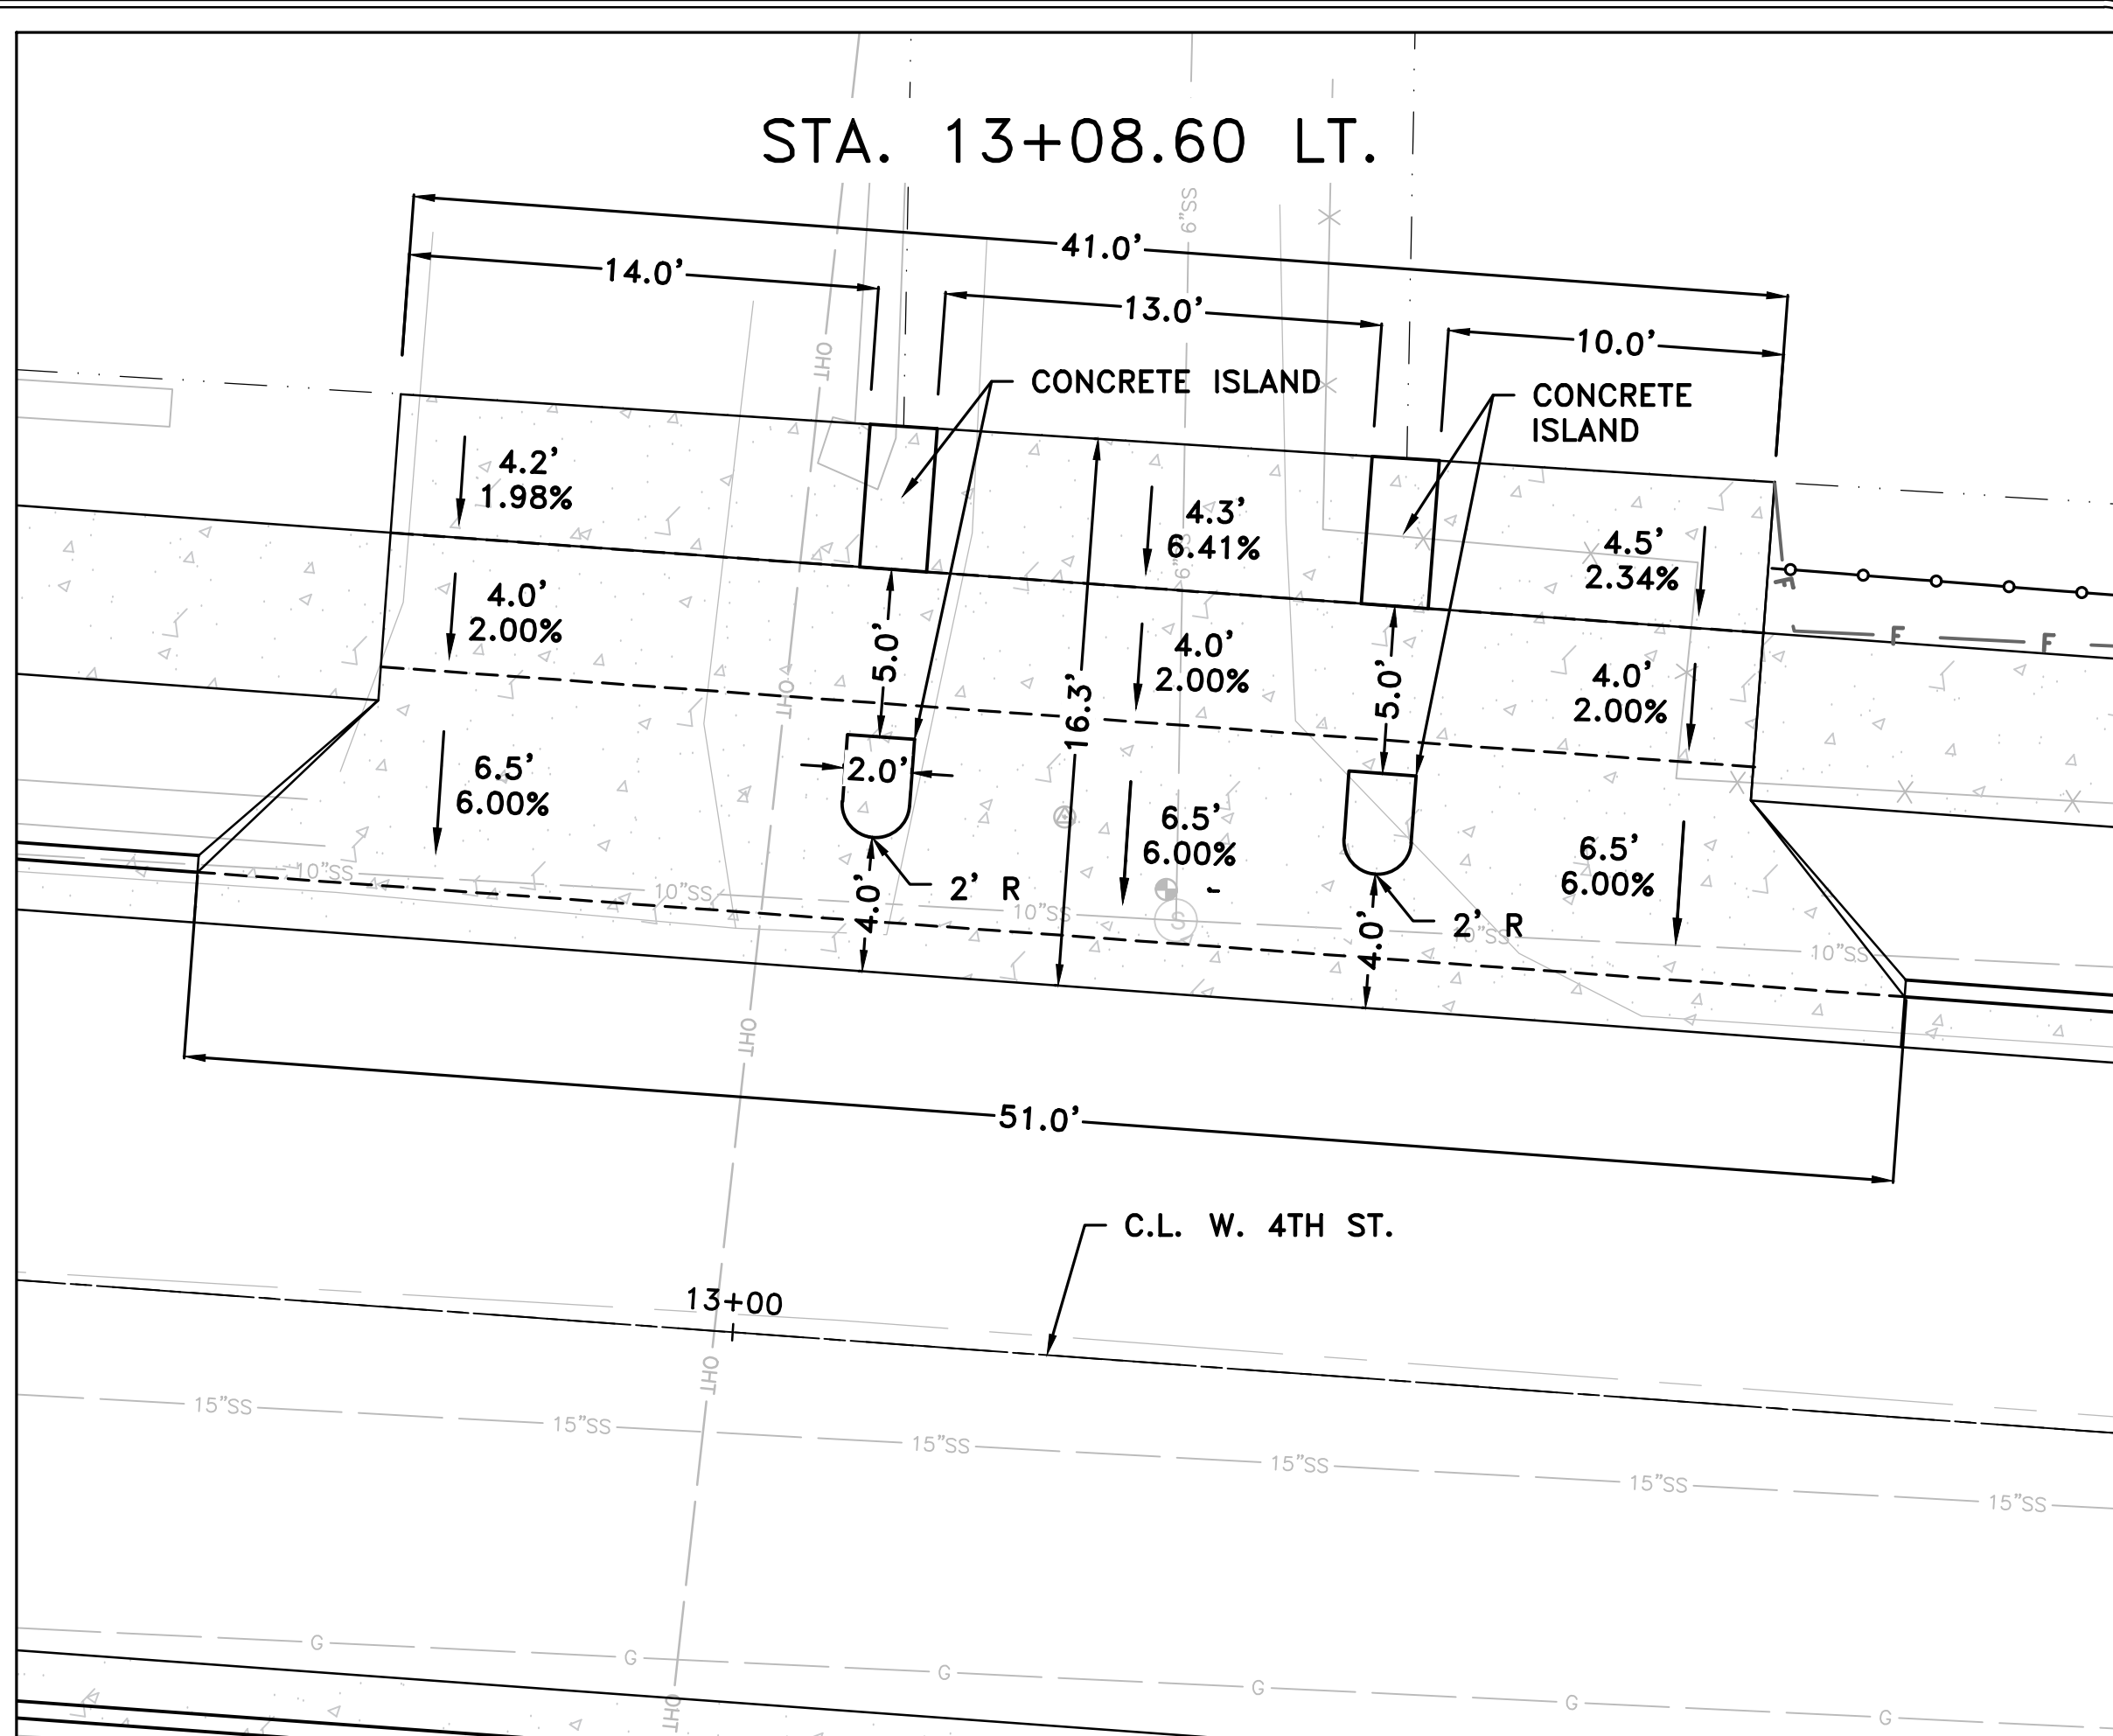 STA. 13+08.60 LT.
6"SS
41.0'
14.0'
13.0'
10.0'
OHT
CONCRETE ISLAND
CONCRETE
ISLAND
4.2'
1.98%
4.3'
6.41%
4.5'
2.34%
6"SS
F
4.0'
2.00%
5.0'
4.0'
2.00%
5.0'
4.0'
2.00%
F
F
OHT
16.3'
2.0'
6.5'
6.00%
6.5'
6.00%
6.5'
6.00%
10"SS
10"SS
10"SS
10"SS
10"SS
2' R
2' R
4.0'
4.0'
S
OHT
51.0'
C.L. W. 4TH ST.
13+00
OHT
15"SS
15"SS
15"SS
15"SS
15"SS
15"SS
G
G
G
G
G
G
OHT